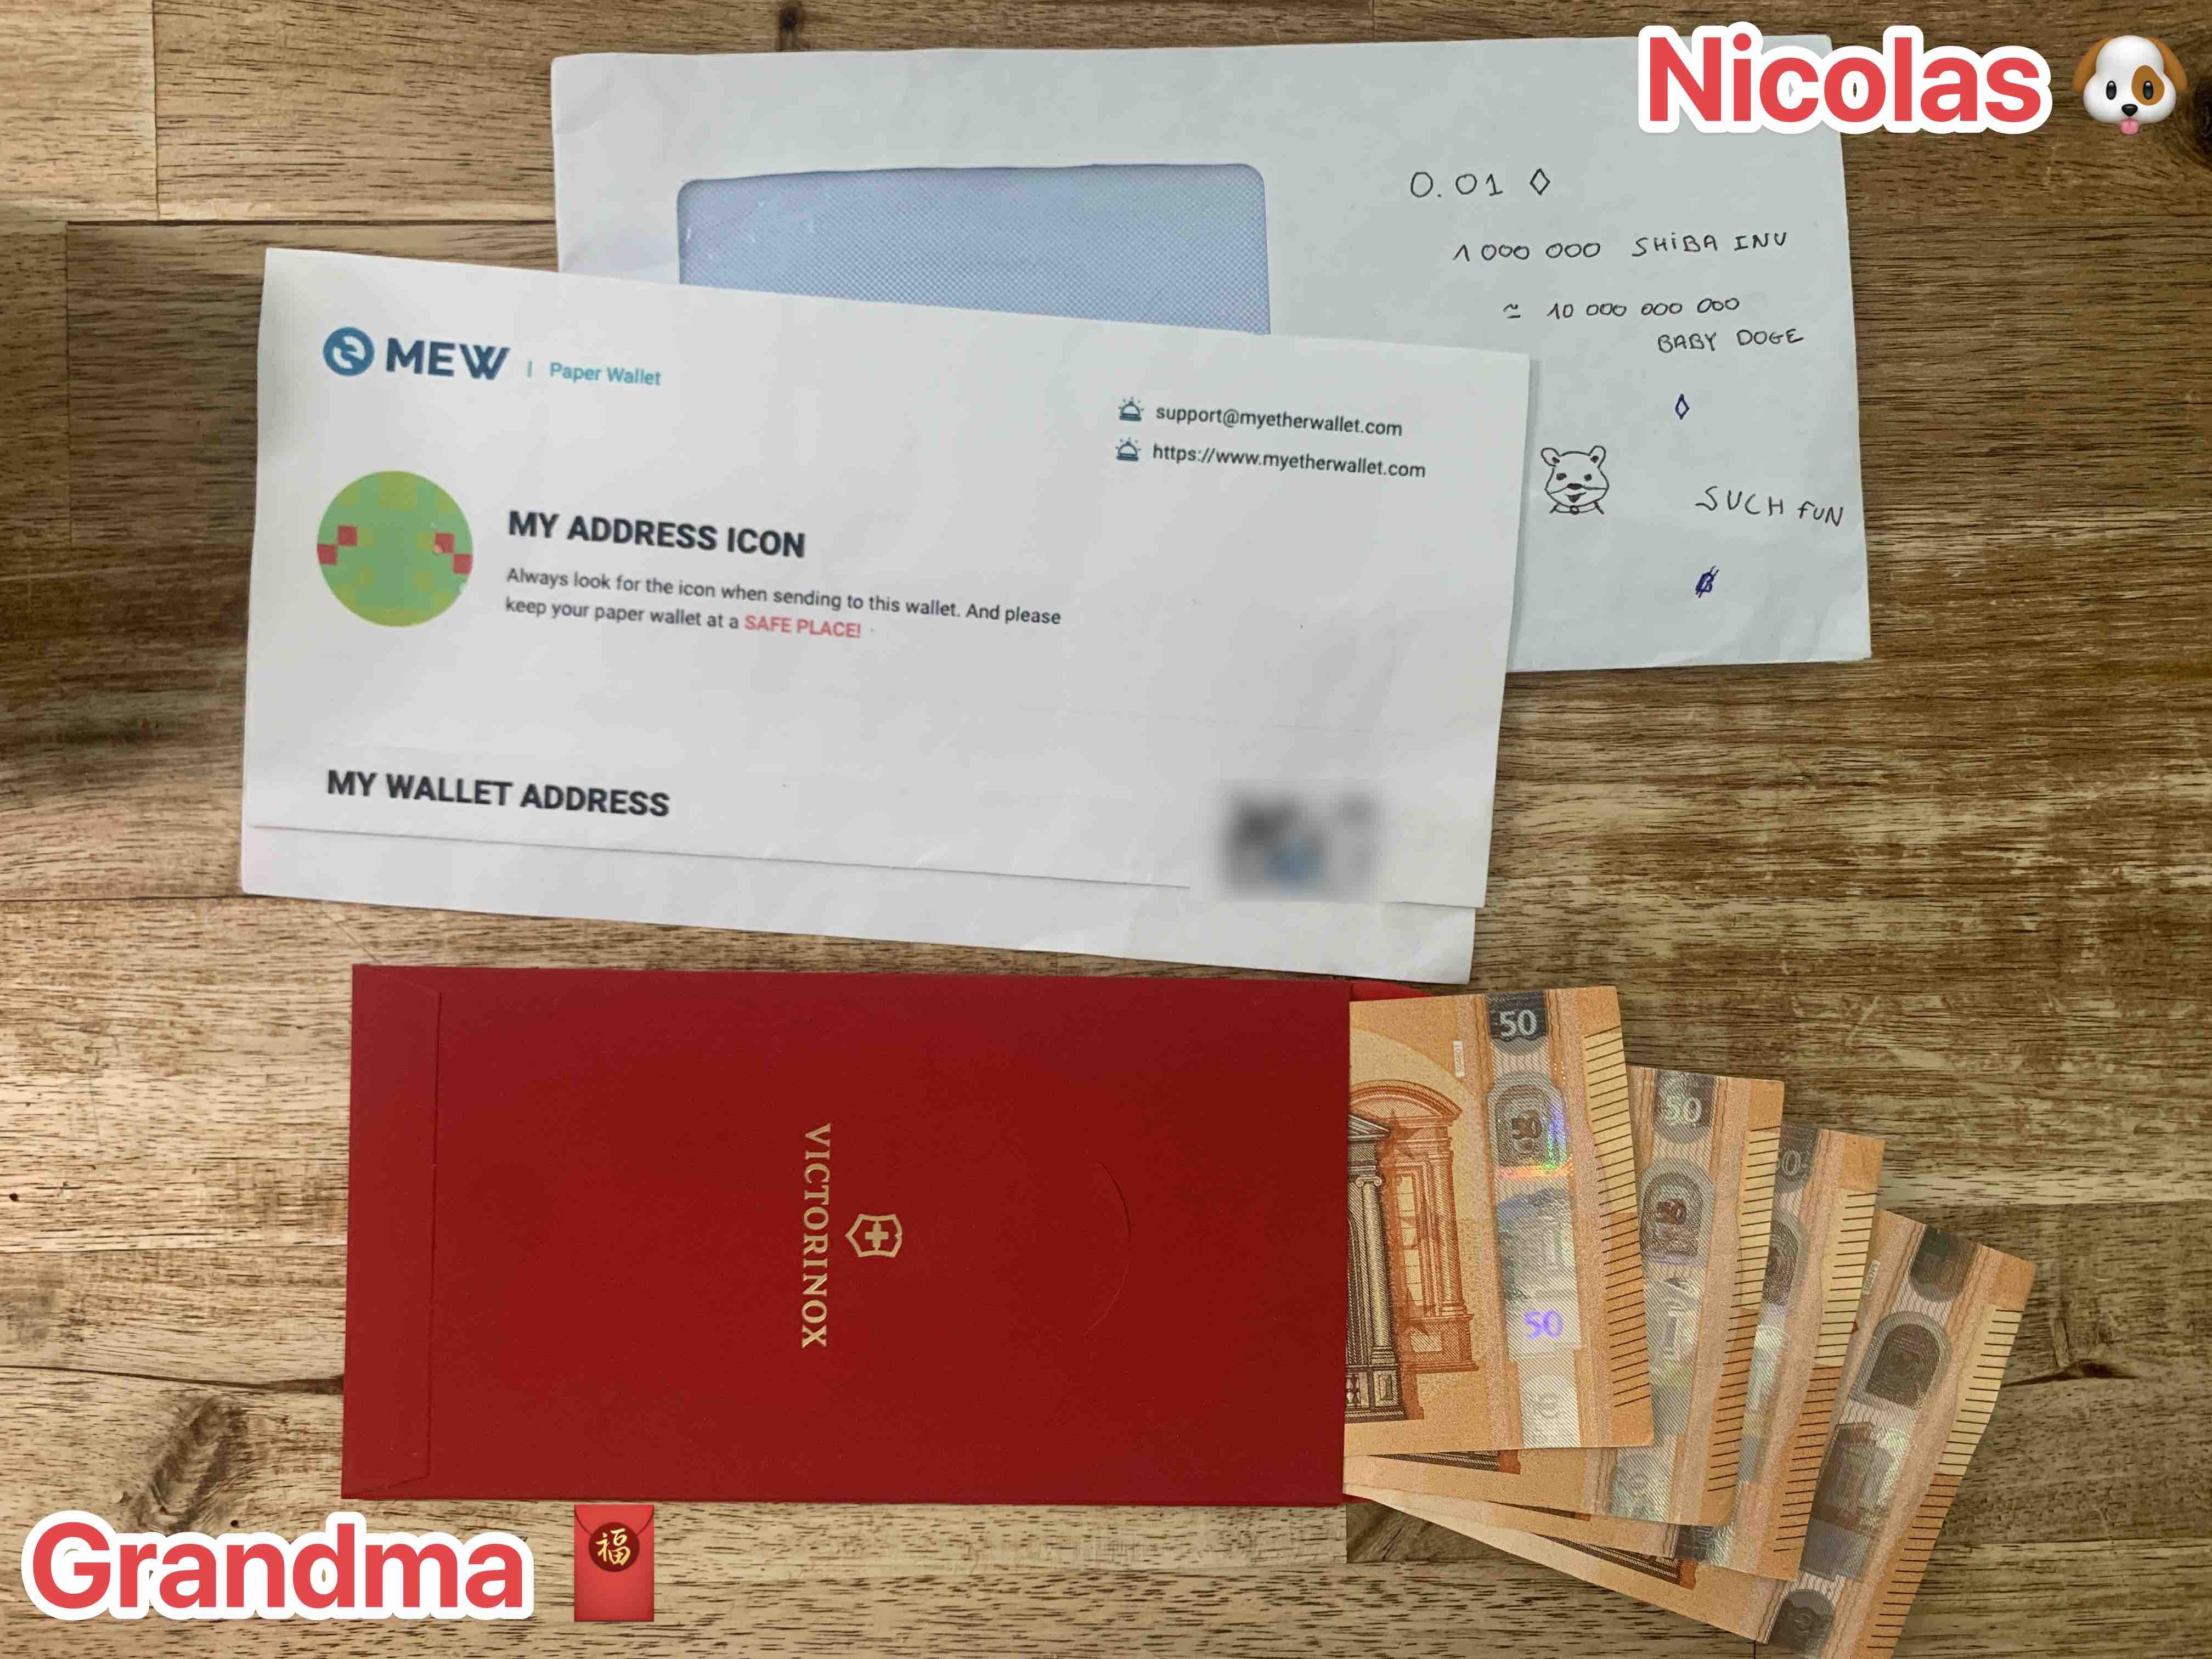 Nicolas
0.01 ◊
1 000 000 SHIBA INU
≃ 10 000 000 000
BABY DOGE
◊
SUCH FUN
₿
MEW | Paper Wallet
support@myetherwallet.com
https://www.myetherwallet.com
MY ADDRESS ICON
Always look for the icon when sending to this wallet. And please
keep your paper wallet at a SAFE PLACE!
MY WALLET ADDRESS
VICTORINOX
50
50
50
50
50
Grandma
福